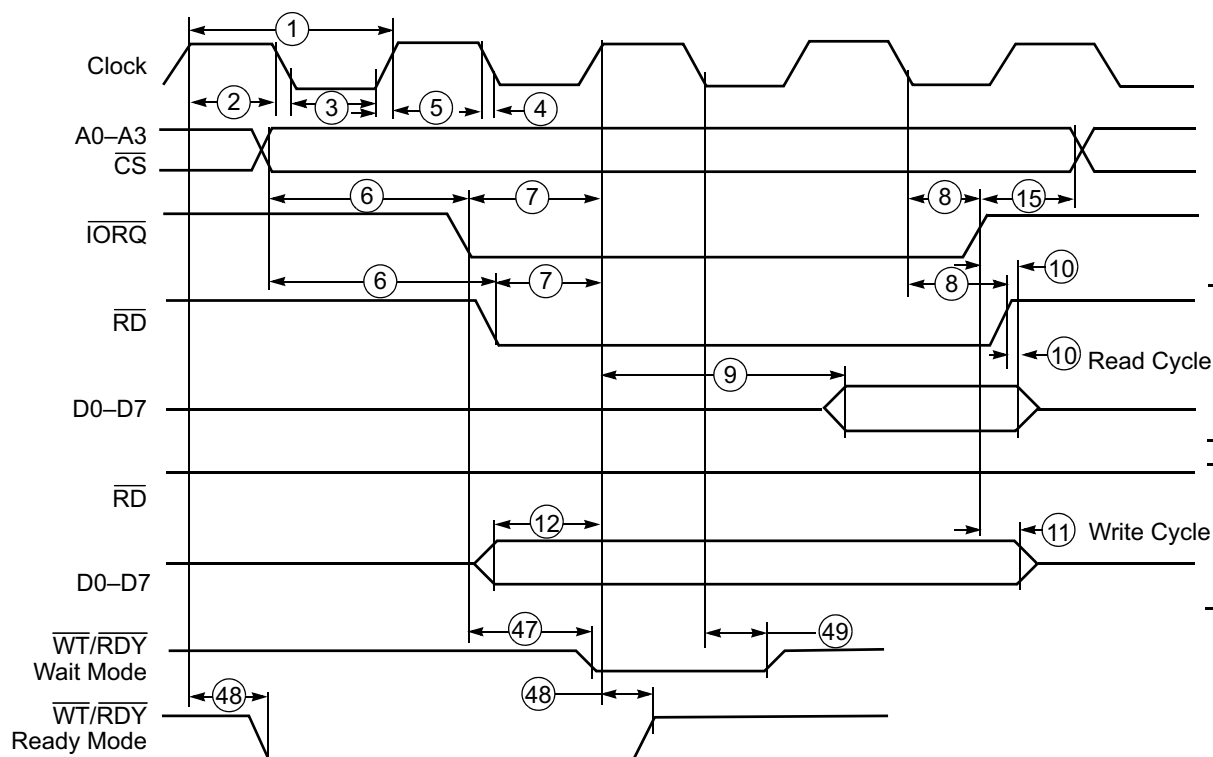 1
Clock
2
3
5
4
A0–A3
CS
6
7
8
15
IORQ
10
6
7
8
RD
10 Read Cycle
9
D0–D7
RD
12
11 Write Cycle
D0–D7
47
49
WT/RDY
Wait Mode
48
48
WT/RDY
Ready Mode